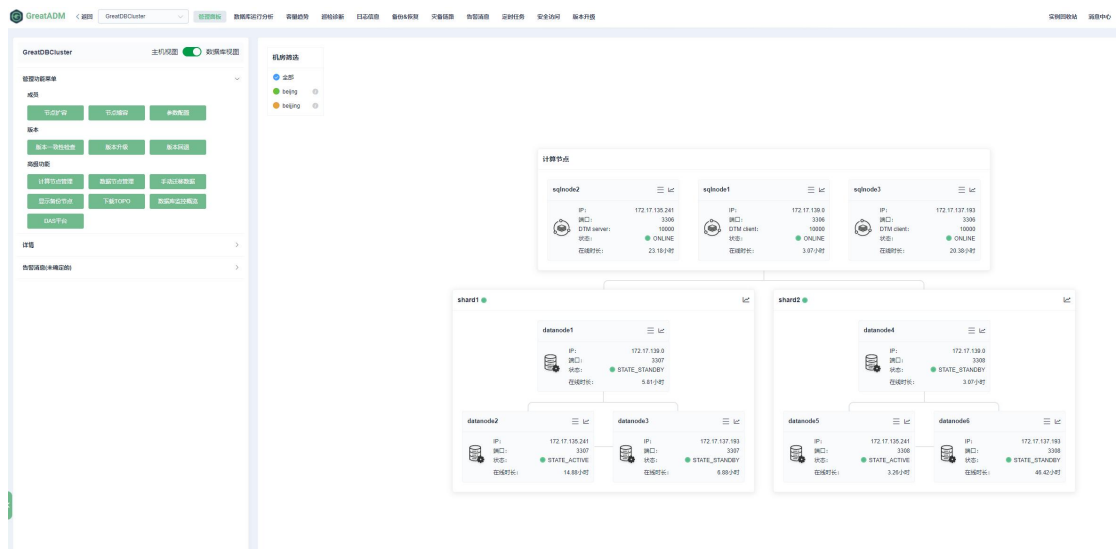 GreatADM < 返回 GreatDBCluster 管理面板 数据库运行分析 容量趋势 巡检诊断 日志信息 备份&恢复 灾备链路 告警消息 定时任务 安全访问 版本升级 实例回收站 消息中心
GreatDBCluster 主机视图 数据库视图
管理功能菜单
成员
节点扩容 节点缩容 参数配置
版本
版本一致性检查 版本升级 版本回退
高级功能
计算节点管理 数据节点管理 手动迁移数据
显示备份节点 下载TOPO 数据库监控概览
DAS平台
详情
告警消息(未确定的)
机房筛选
全部
beijng
beijing
计算节点
sqlnode2
IP: 172.17.135.241
端口: 3306
DTM server: 10000
状态: ONLINE
在线时长: 23.18小时
sqlnode1
IP: 172.17.139.0
端口: 3306
DTM client: 10000
状态: ONLINE
在线时长: 3.07小时
sqlnode3
IP: 172.17.137.193
端口: 3306
DTM client: 10000
状态: ONLINE
在线时长: 20.38小时
shard1
datanode1
IP: 172.17.139.0
端口: 3307
状态: STATE_STANDBY
在线时长: 5.81小时
datanode2
IP: 172.17.135.241
端口: 3307
状态: STATE_ACTIVE
在线时长: 14.88小时
datanode3
IP: 172.17.137.193
端口: 3307
状态: STATE_STANDBY
在线时长: 6.88小时
shard2
datanode4
IP: 172.17.139.0
端口: 3308
状态: STATE_STANDBY
在线时长: 3.07小时
datanode5
IP: 172.17.135.241
端口: 3308
状态: STATE_ACTIVE
在线时长: 3.26小时
datanode6
IP: 172.17.137.193
端口: 3308
状态: STATE_STANDBY
在线时长: 46.42小时